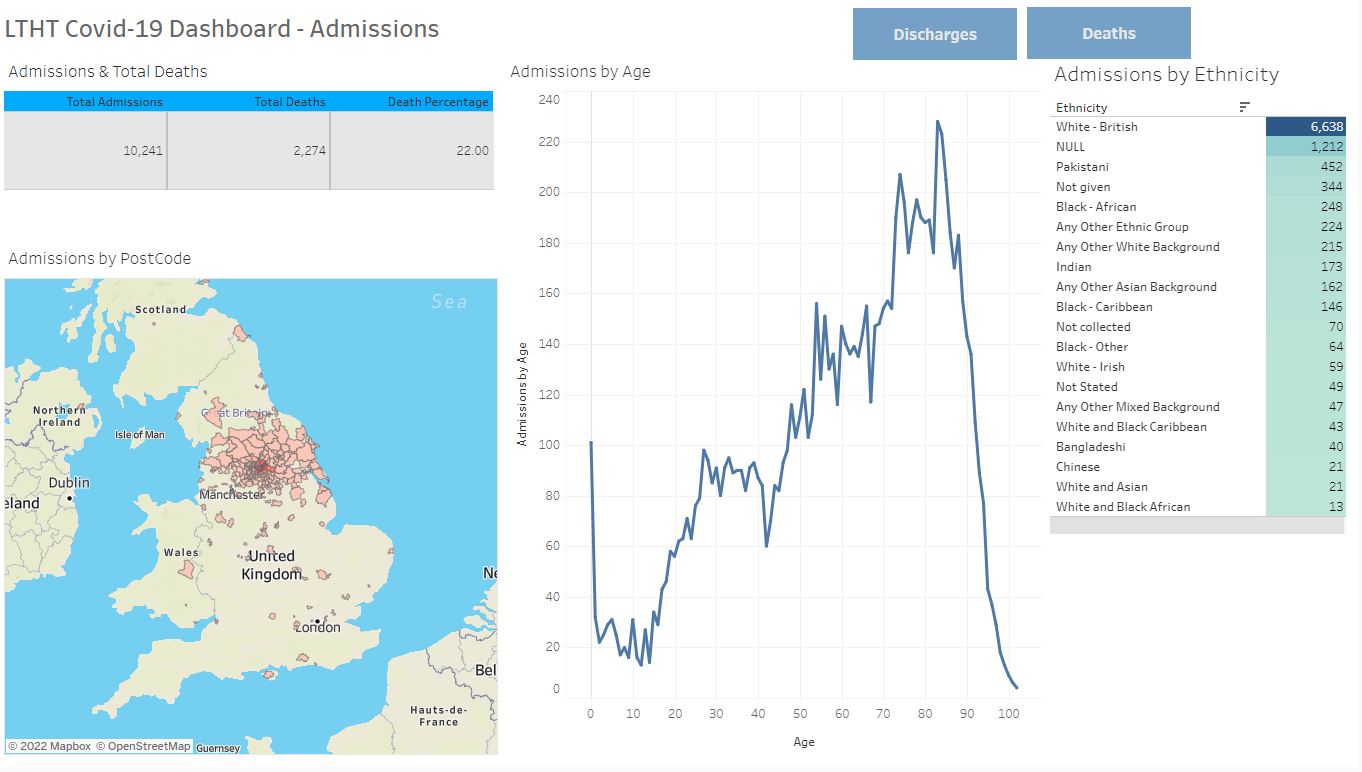 LTHT Covid-19 Dashboard - Admissions
Discharges
Deaths
Admissions & Total Deaths
Total Admissions Total Deaths Death Percentage
10,241 2,274 22.00
Admissions by PostCode
Sea
Scotland
Northern
Ireland
Great Britain
Isle of Man
Dublin
eland
Manchester
Wales
United
Kingdom
London
Ne
Bel
Hauts-de-
France
Guernsey
© 2022 Mapbox © OpenStreetMap
Admissions by Age
Admissions by Age
240
220
200
180
160
140
120
100
80
60
40
20
0
0 10 20 30 40 50 60 70 80 90 100
Age
Admissions by Ethnicity
Ethnicity
White - British 6,638
NULL 1,212
Pakistani 452
Not given 344
Black - African 248
Any Other Ethnic Group 224
Any Other White Background 215
Indian 173
Any Other Asian Background 162
Black - Caribbean 146
Not collected 70
Black - Other 64
White - Irish 59
Not Stated 49
Any Other Mixed Background 47
White and Black Caribbean 43
Bangladeshi 40
Chinese 21
White and Asian 21
White and Black African 13